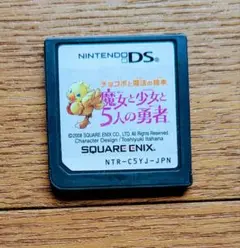 NINTENDO DS
チョコボと魔法の絵本
魔女と少女と
5人の勇者
©2008 SQUARE ENIX CO., LTD. All Rights Reserved.
Character Design / Toshiyuki Itahana
SQUARE ENIX
NTR-C5YJ-JPN